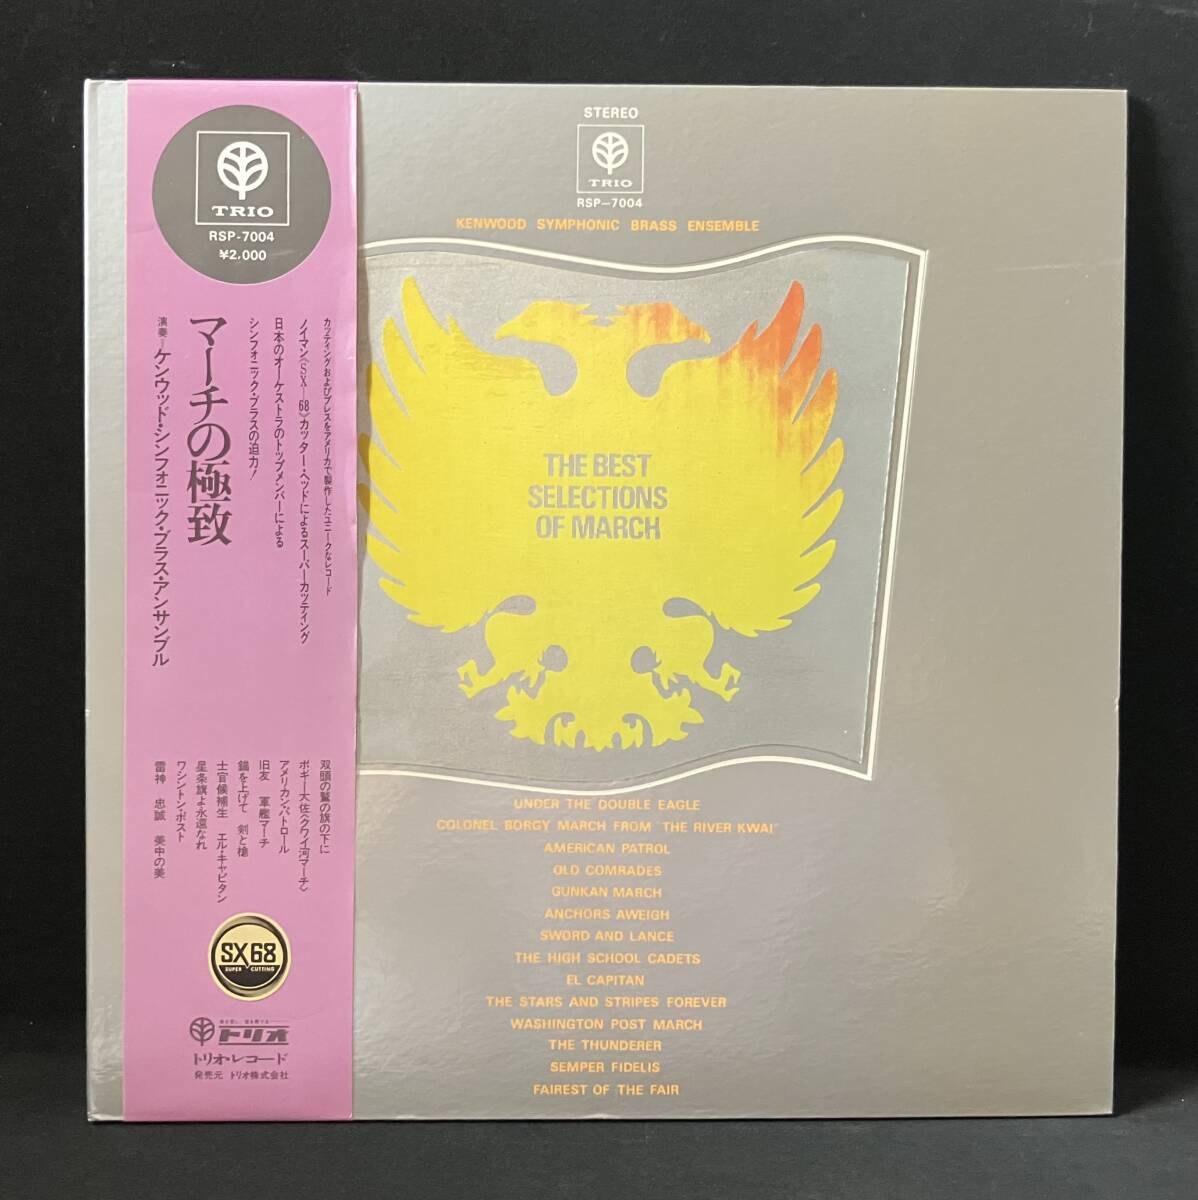 TRIO
RSP-7004
¥2,000
カッティングおよびプレスをアメリカで製作したユニークなレコード
ノイマン〈SX-68〉カッター・ヘッドによるスーパーカッティング
日本のオーケストラのトップメンバーによる
シンフォニック・ブラスの迫力!
マーチの極致
演奏=ケンウッド・シンフォニック・ブラス・アンサンブル
双頭の鷲の旗の下に
ボギー大佐〈クワイ河マーチ〉
アメリカン・パトロール
旧友 軍艦マーチ
錨を上げて 剣と槍
士官候補生 エル・キャピタン
星条旗よ永遠なれ
ワシントン・ポスト
雷神 忠誠 美中の美
SX68
SUPER CUTTING
トリオ
トリオ・レコード
発売元 トリオ株式会社
STEREO
TRIO
RSP-7004
KENWOOD SYMPHONIC BRASS ENSEMBLE
THE BEST
SELECTIONS
OF MARCH
UNDER THE DOUBLE EAGLE
COLONEL BORGY MARCH FROM "THE RIVER KWAI"
AMERICAN PATROL
OLD COMRADES
GUNKAN MARCH
ANCHORS AWEIGH
SWORD AND LANCE
THE HIGH SCHOOL CADETS
EL CAPITAN
THE STARS AND STRIPES FOREVER
WASHINGTON POST MARCH
THE THUNDERER
SEMPER FIDELIS
FAIREST OF THE FAIR